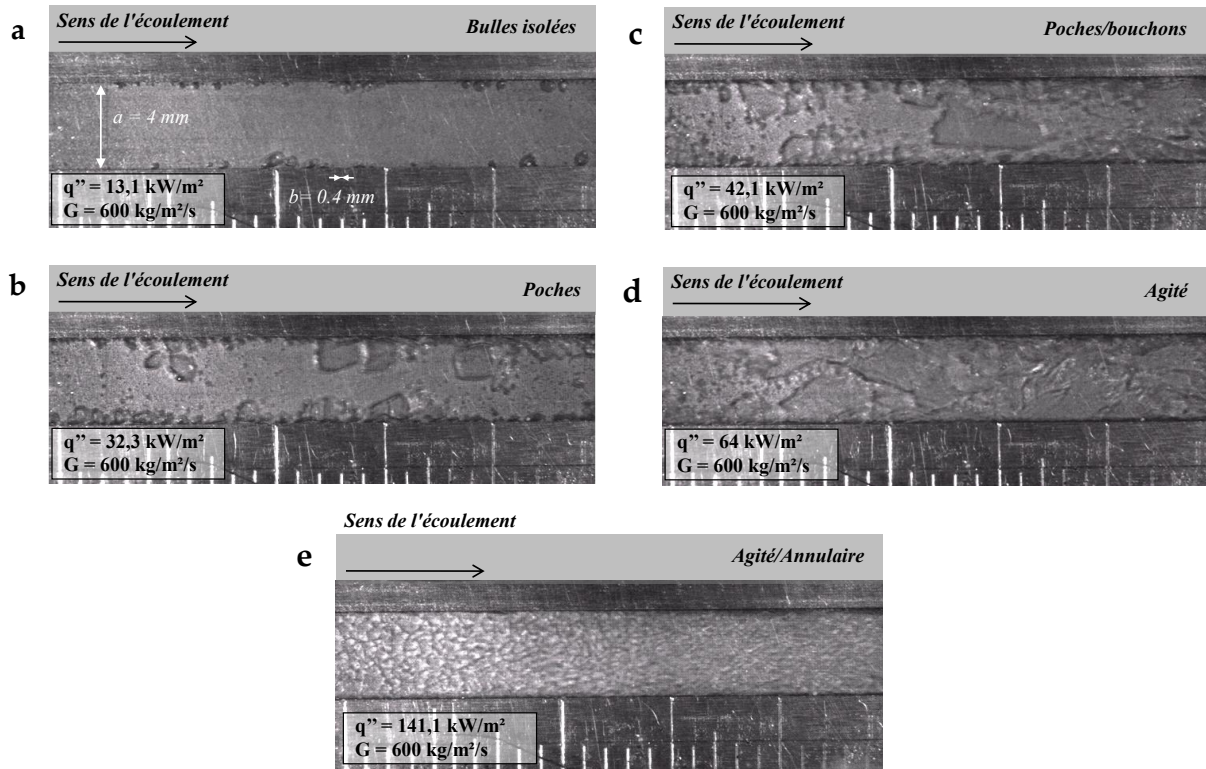 a
Sens de l'écoulement
Bulles isolées
a = 4 mm
b= 0.4 mm
q’’ = 13,1 kW/m²
G = 600 kg/m²/s
c
Sens de l'écoulement
Poches/bouchons
q’’ = 42,1 kW/m²
G = 600 kg/m²/s
b
Sens de l'écoulement
Poches
q’’ = 32,3 kW/m²
G = 600 kg/m²/s
d
Sens de l'écoulement
Agité
q’’ = 64 kW/m²
G = 600 kg/m²/s
Sens de l'écoulement
e
Agité/Annulaire
q’’ = 141,1 kW/m²
G = 600 kg/m²/s